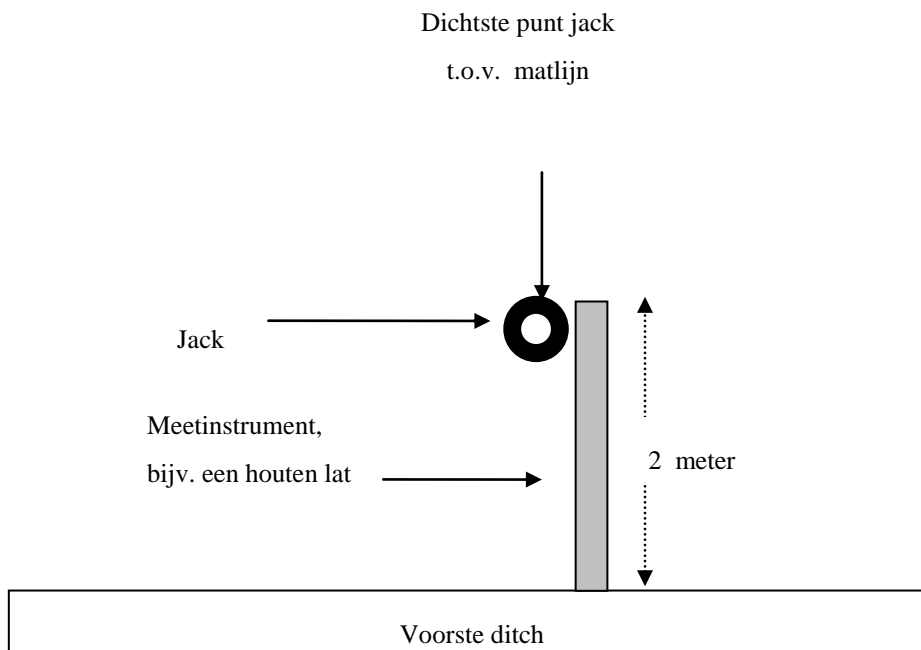 Dichtste punt jack
t.o.v. matlijn
Jack
Meetinstrument,
bijv. een houten lat
2 meter
Voorste ditch